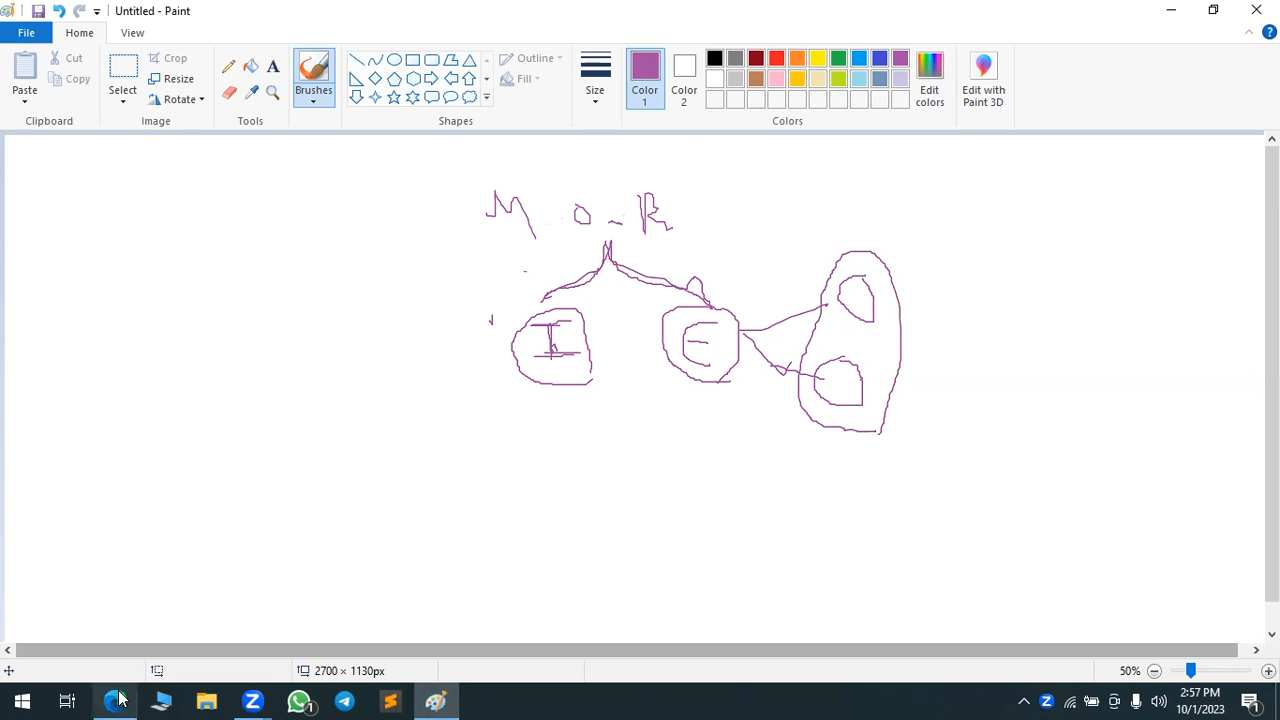 Untitled - Paint
File
Home
View
Paste
Cut
Copy
Clipboard
Select
Crop
Resize
Rotate
Image
A
Tools
Brushes
Outline
Fill
Shapes
Size
Color 1
Color 2
Edit colors
Edit with Paint 3D
Colors
M . O - R
I
E
2700 × 1130px
50%
1
2:57 PM
10/1/2023
1